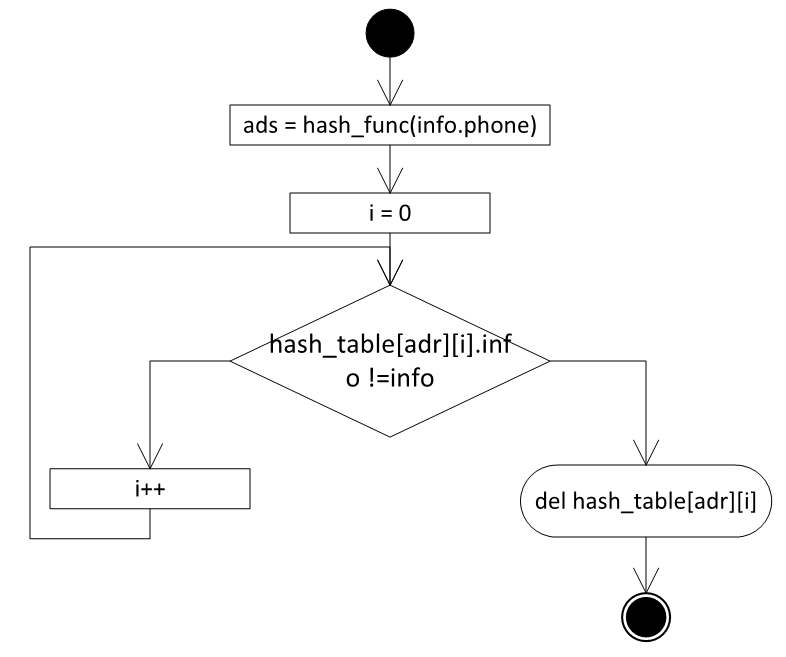 ads = hash_func(info.phone)
i = 0
hash_table[adr][i].inf
o !=info
i++
del hash_table[adr][i]